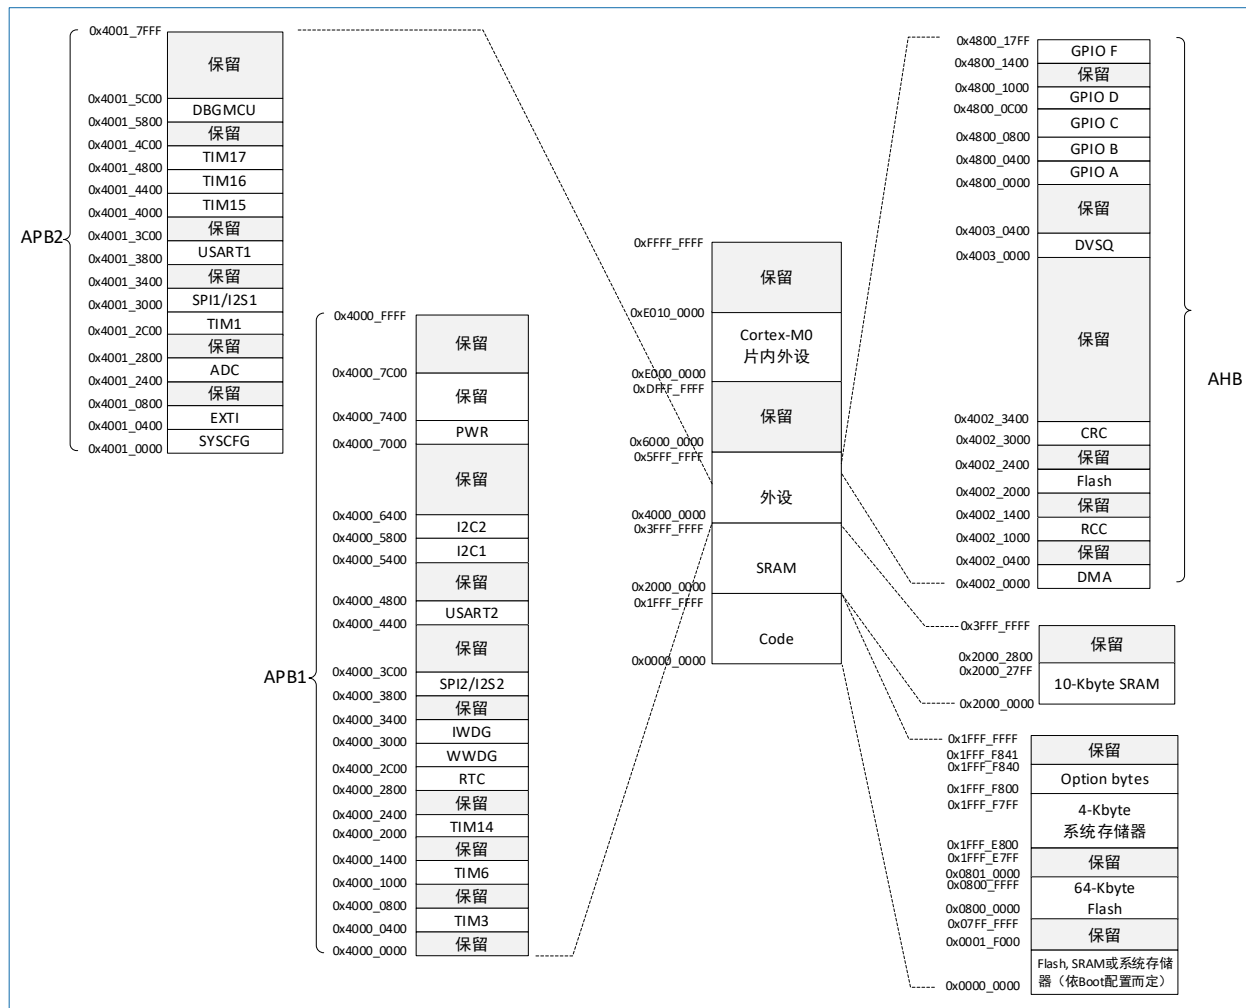 0x4001_7FFF
保留
0x4001_5C00
DBGMCU
0x4001_5800
保留
0x4001_4C00
TIM17
0x4001_4800
TIM16
0x4001_4400
TIM15
0x4001_4000
保留
0x4001_3C00
USART1
0x4001_3800
保留
0x4001_3400
SPI1/I2S1
0x4001_3000
TIM1
0x4001_2C00
保留
0x4001_2800
ADC
0x4001_2400
保留
0x4001_0800
EXTI
0x4001_0400
SYSCFG
0x4001_0000
APB2
0x4000_FFFF
保留
0x4000_7C00
保留
0x4000_7400
PWR
0x4000_7000
保留
0x4000_6400
I2C2
0x4000_5800
I2C1
0x4000_5400
保留
0x4000_4800
USART2
0x4000_4400
保留
0x4000_3C00
SPI2/I2S2
0x4000_3800
保留
0x4000_3400
IWDG
0x4000_3000
WWDG
0x4000_2C00
RTC
0x4000_2800
保留
0x4000_2400
TIM14
0x4000_2000
保留
0x4000_1400
TIM6
0x4000_1000
保留
0x4000_0800
TIM3
0x4000_0400
保留
0x4000_0000
APB1
0xFFFF_FFFF
保留
0xE010_0000
Cortex-M0
片内外设
0xE000_0000
0xDFFF_FFFF
保留
0x6000_0000
0x5FFF_FFFF
外设
0x4000_0000
0x3FFF_FFFF
SRAM
0x2000_0000
0x1FFF_FFFF
Code
0x0000_0000
0x4800_17FF
GPIO F
0x4800_1400
保留
0x4800_1000
GPIO D
0x4800_0C00
GPIO C
0x4800_0800
GPIO B
0x4800_0400
GPIO A
0x4800_0000
保留
0x4003_0400
DVSQ
0x4003_0000
保留
0x4002_3400
CRC
0x4002_3000
保留
0x4002_2400
Flash
0x4002_2000
保留
0x4002_1400
RCC
0x4002_1000
保留
0x4002_0400
DMA
0x4002_0000
AHB
0x3FFF_FFFF
保留
0x2000_2800
0x2000_27FF
10-Kbyte SRAM
0x2000_0000
0x1FFF_FFFF
保留
0x1FFF_F841
0x1FFF_F840
Option bytes
0x1FFF_F800
0x1FFF_F7FF
4-Kbyte
系统存储器
0x1FFF_E800
0x1FFF_E7FF
保留
0x0801_0000
0x0800_FFFF
64-Kbyte
Flash
0x0800_0000
0x07FF_FFFF
保留
0x0001_F000
Flash, SRAM或系统存储
器（依Boot配置而定）
0x0000_0000